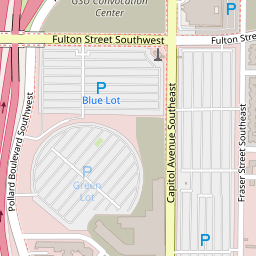 GSU Convocation
Center
Fulton Street Southwest
Fulton Stree
P
P
Blue Lot
Capitol Avenue Southeast
Pollard Boulevard Southwest
Fraser Street Southeast
P
Green
Lot
P